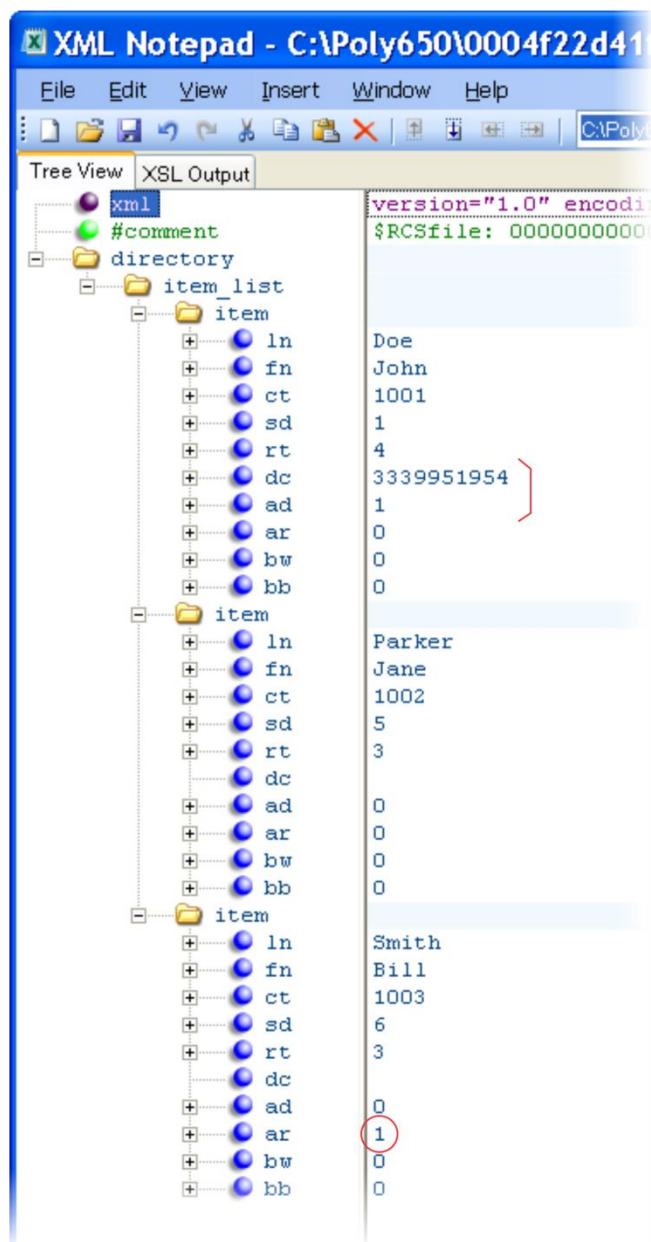 XML Notepad - C:\Poly650\0004f22d41
File Edit View Insert Window Help
C:\Poly6
Tree View XSL Output
xml version="1.0" encodi
#comment $RCSfile: 00000000000
directory
item_list
item
ln Doe
fn John
ct 1001
sd 1
rt 4
dc 3339951954
ad 1
ar 0
bw 0
bb 0
item
ln Parker
fn Jane
ct 1002
sd 5
rt 3
dc
ad 0
ar 0
bw 0
bb 0
item
ln Smith
fn Bill
ct 1003
sd 6
rt 3
dc
ad 0
ar 1
bw 0
bb 0